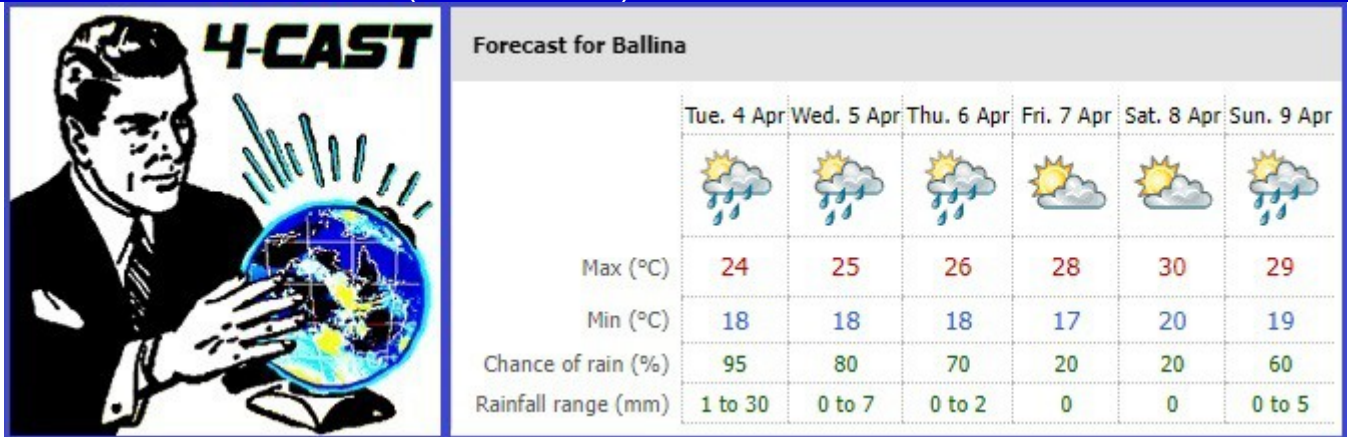 4-CAST
Forecast for Ballina
Tue. 4 Apr Wed. 5 Apr Thu. 6 Apr Fri. 7 Apr Sat. 8 Apr Sun. 9 Apr
Max (°C) 24 25 26 28 30 29
Min (°C) 18 18 18 17 20 19
Chance of rain (%) 95 80 70 20 20 60
Rainfall range (mm) 1 to 30 0 to 7 0 to 2 0 0 0 to 5